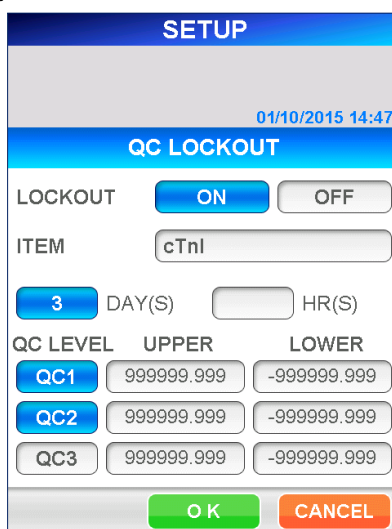 SETUP
01/10/2015 14:47
QC LOCKOUT
LOCKOUT ON OFF
ITEM cTnI
3 DAY(S) HR(S)
QC LEVEL UPPER LOWER
QC1 999999.999 -999999.999
QC2 999999.999 -999999.999
QC3 999999.999 -999999.999
O K CANCEL